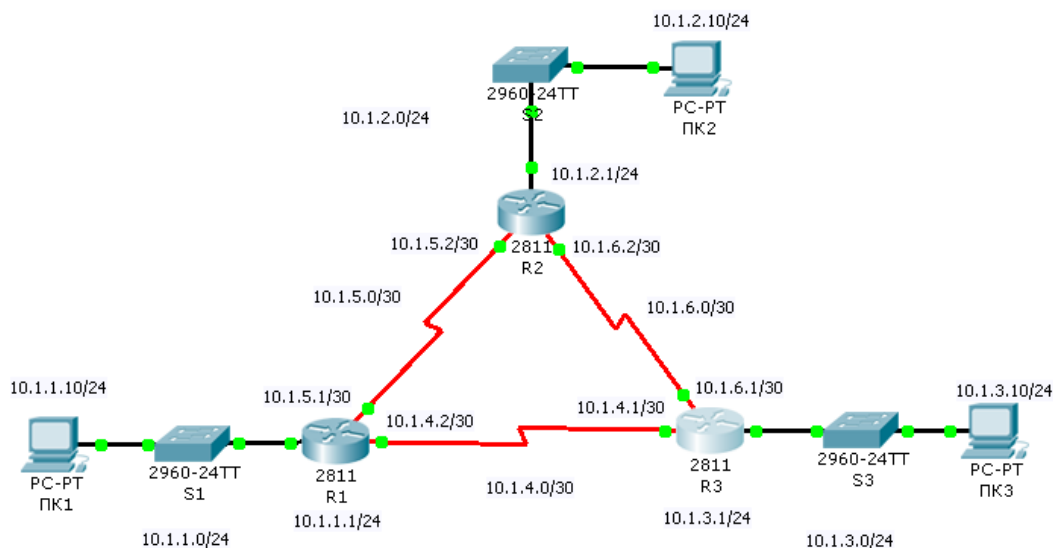 10.1.2.10/24
2960-24TT
S2
PC-PT
ПК2
10.1.2.0/24
10.1.2.1/24
10.1.5.2/30
2811
R2
10.1.6.2/30
10.1.5.0/30
10.1.6.0/30
10.1.1.10/24
10.1.5.1/30
10.1.4.2/30
10.1.4.1/30
10.1.6.1/30
10.1.3.10/24
PC-PT
ПК1
2960-24TT
S1
2811
R1
10.1.4.0/30
2811
R3
2960-24TT
S3
PC-PT
ПК3
10.1.1.1/24
10.1.3.1/24
10.1.1.0/24
10.1.3.0/24